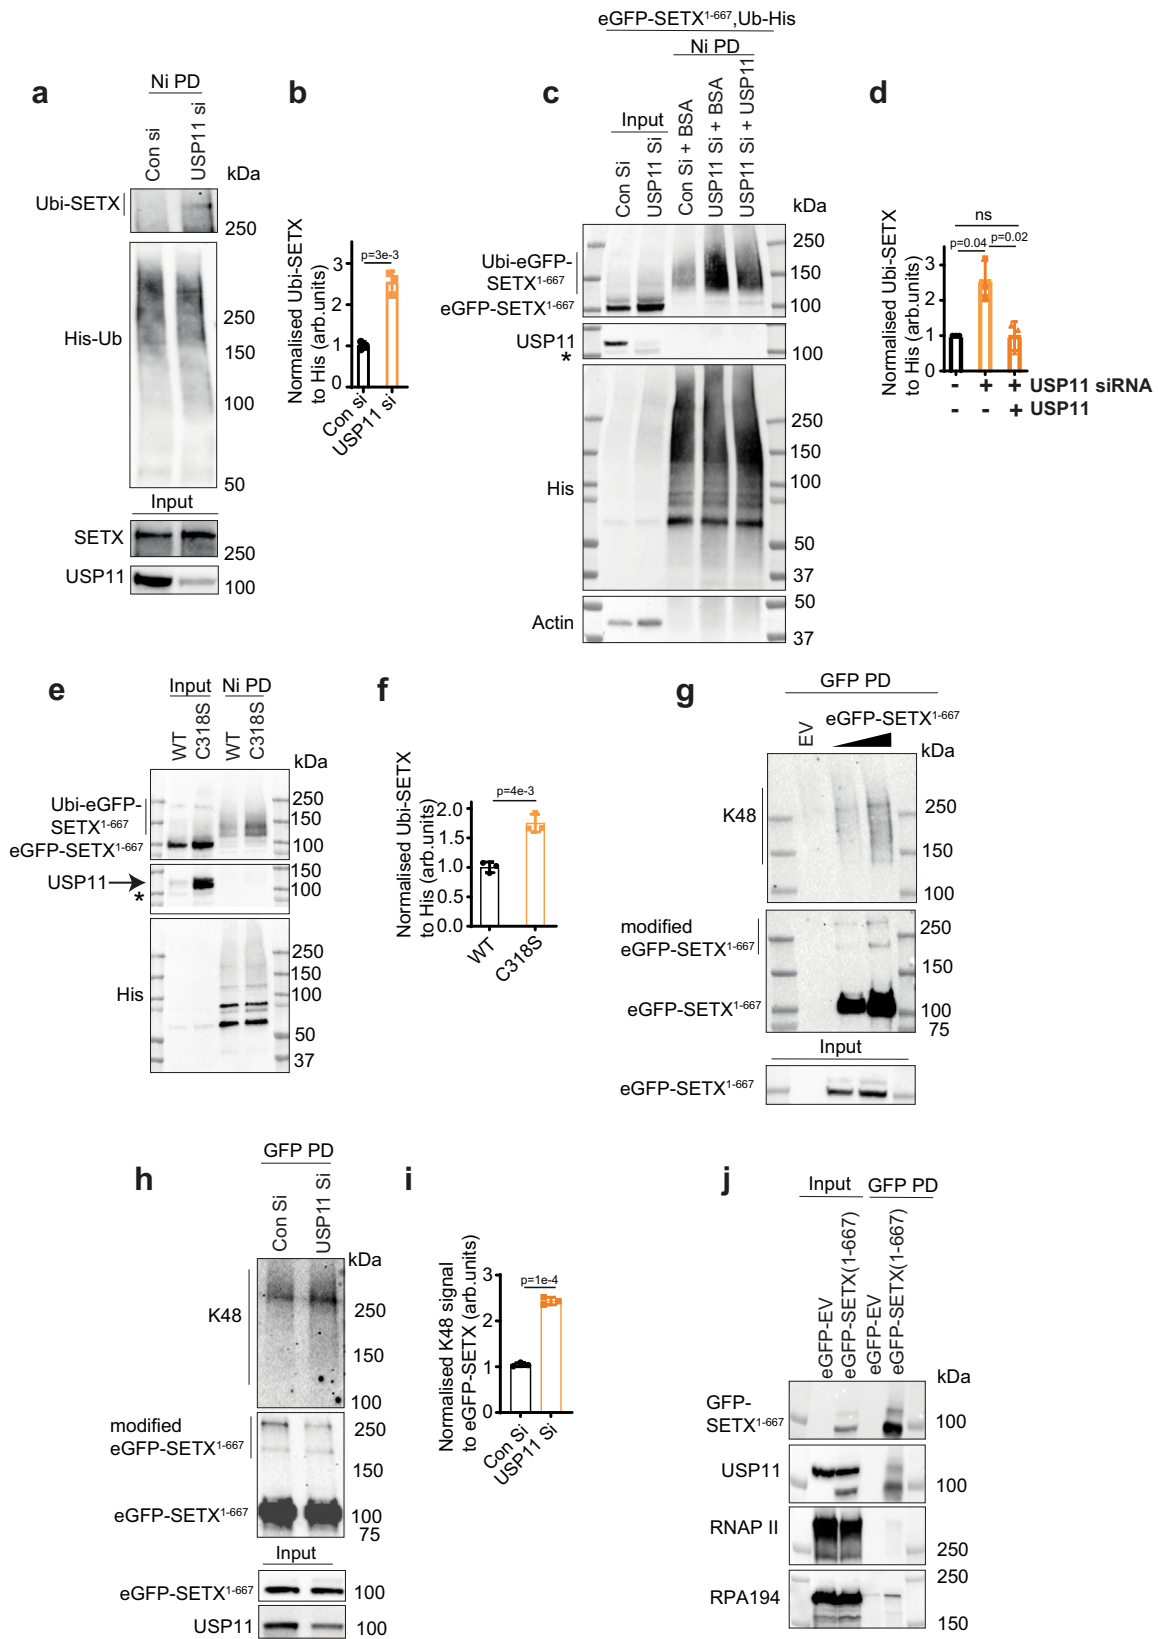 a
Ni PD
Con si
USP11 si
kDa
Ubi-SETX
250
His-Ub
250
150
100
50
Input
SETX
250
USP11
100
b
Normalised Ubi-SETX
to His (arb.units)
p=3e-3
3
2
1
0
Con si
USP11 si
c
eGFP-SETX1-667,Ub-His
Ni PD
Input
Con Si
USP11 Si
Con Si + BSA
USP11 Si + BSA
USP11 Si + USP11
kDa
Ubi-eGFP-
SETX1-667
eGFP-SETX1-667
250
150
100
USP11
*
100
His
250
150
100
50
37
Actin
50
37
d
Normalised Ubi-SETX
to His (arb.units)
ns
p=0.04
p=0.02
3
2
1
0
- + + USP11 siRNA
- - + USP11
e
Input
Ni PD
WT
C318S
WT
C318S
kDa
Ubi-eGFP-
SETX1-667
eGFP-SETX1-667
250
150
100
USP11
*
150
100
His
250
150
100
50
37
f
Normalised Ubi-SETX
to His (arb.units)
p=4e-3
2.0
1.5
1.0
0.5
0.0
WT
C318S
g
GFP PD
EV
eGFP-SETX1-667
kDa
K48
250
150
100
modified
eGFP-SETX1-667
eGFP-SETX1-667
250
150
100
75
Input
eGFP-SETX1-667
h
GFP PD
Con Si
USP11 Si
kDa
K48
250
150
100
modified
eGFP-SETX1-667
eGFP-SETX1-667
250
150
100
75
Input
eGFP-SETX1-667
100
USP11
100
i
Normalised K48 signal
to eGFP-SETX (arb.units)
p=1e-4
3
2
1
0
Con Si
USP11 Si
j
Input
GFP PD
eGFP-EV
eGFP-SETX(1-667)
eGFP-EV
eGFP-SETX(1-667)
kDa
GFP-
SETX1-667
100
USP11
100
RNAP II
250
RPA194
250
150